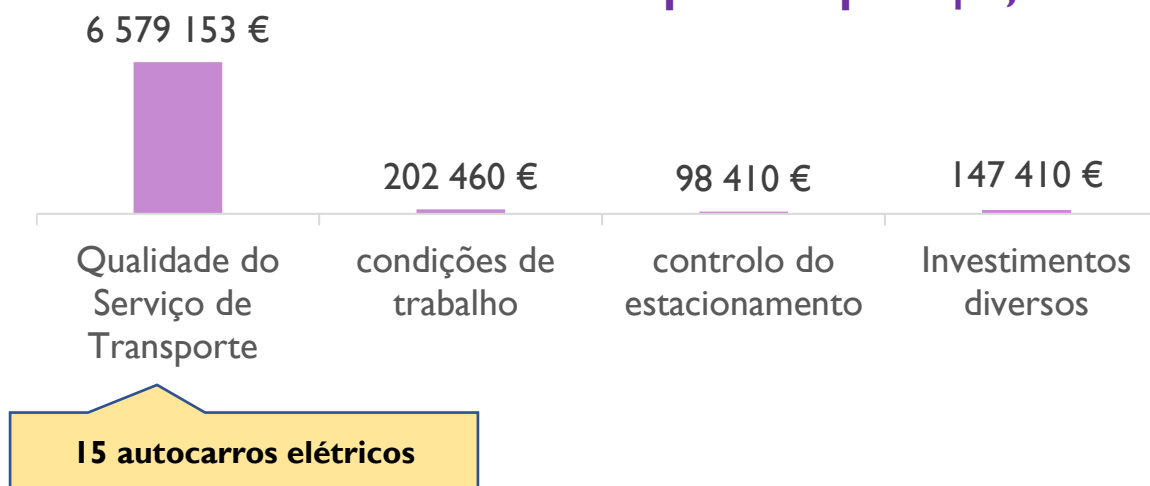 6 579 153 €
202 460 €
98 410 €
147 410 €
Qualidade do
Serviço de
Transporte
condições de
trabalho
controlo do
estacionamento
Investimentos
diversos
15 autocarros elétricos